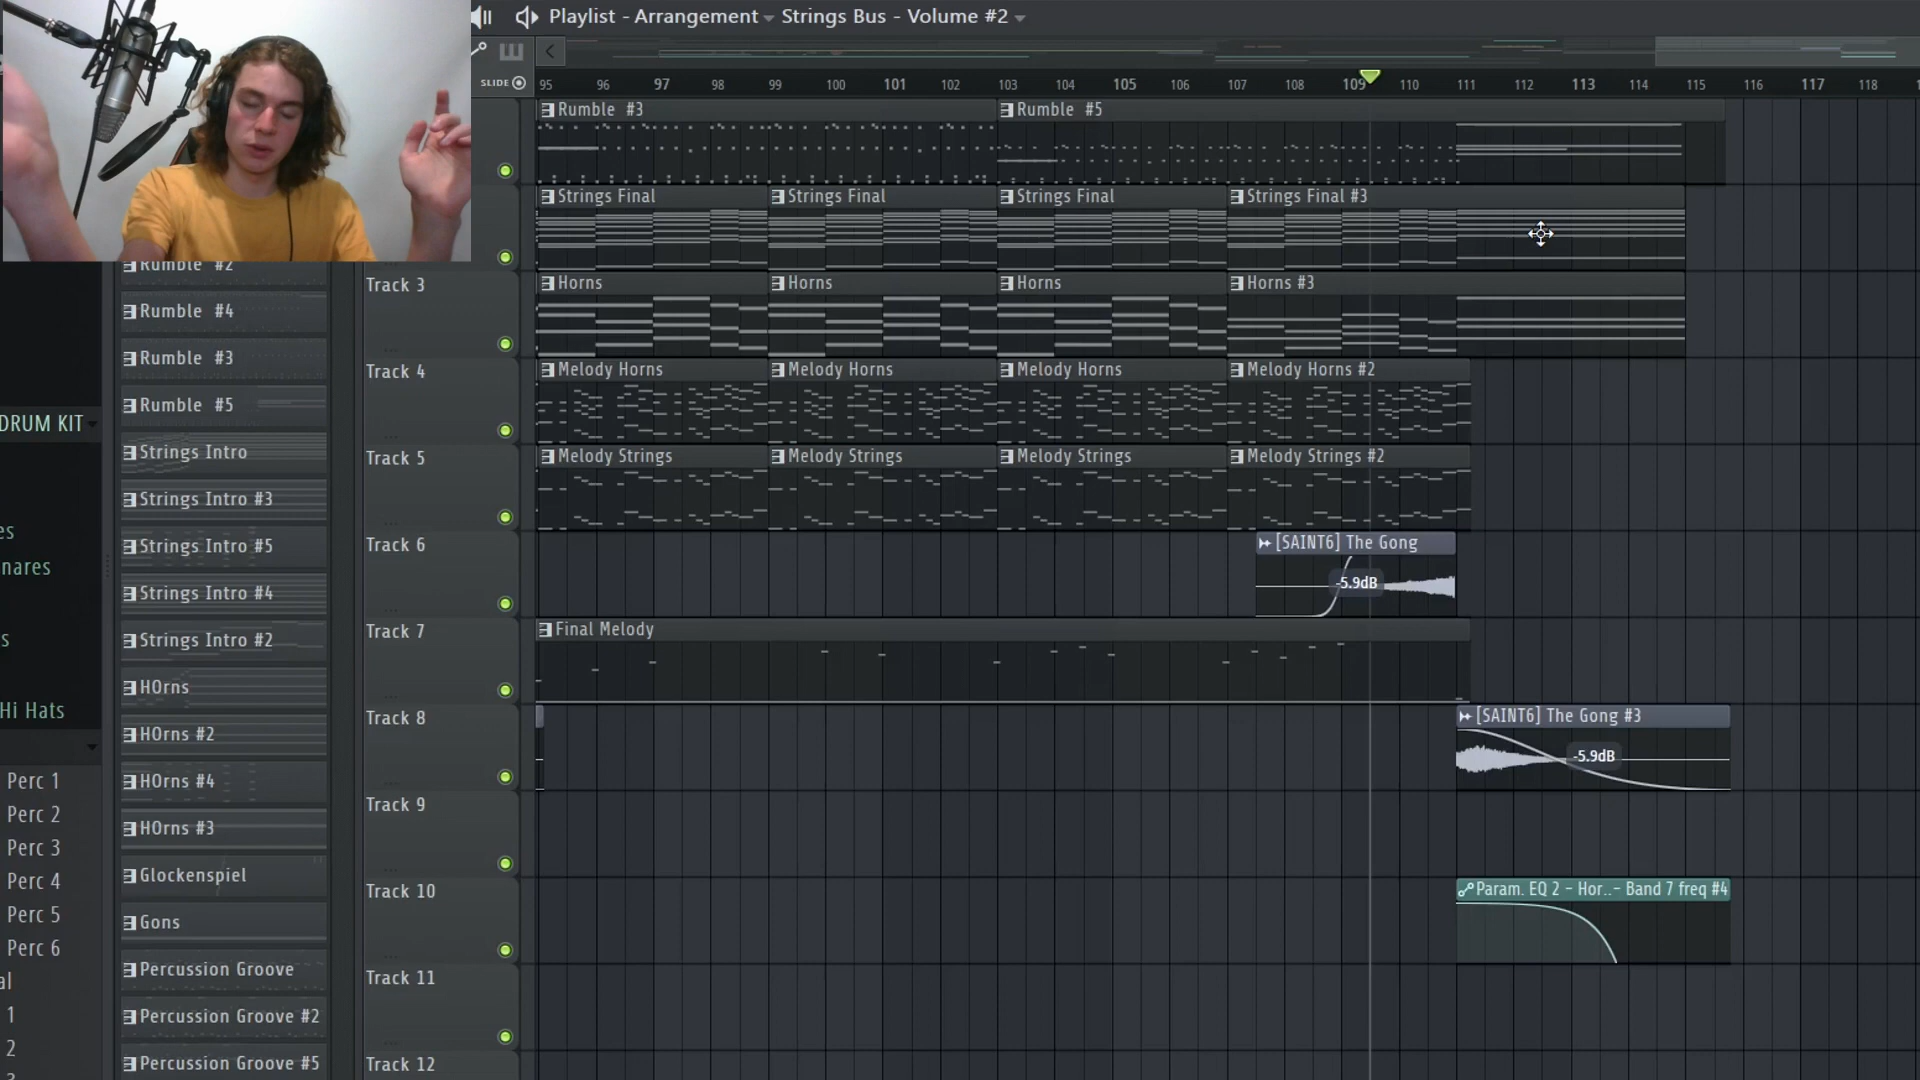 Playlist - Arrangement Strings Bus - Volume #2
SLIDE
95 96 97 98 99 100 101 102 103 104 105 106 107 108 109 110 111 112 113 114 115 116 117 118
Rumble #3 Rumble #5
Strings Final Strings Final Strings Final Strings Final #3
Track 3 Horns Horns Horns Horns #3
Track 4 Melody Horns Melody Horns Melody Horns Melody Horns #2
Track 5 Melody Strings Melody Strings Melody Strings Melody Strings #2
Track 6 [SAINT6] The Gong
-5.9dB
Track 7 Final Melody
Track 8 [SAINT6] The Gong #3
-5.9dB
Track 9
Track 10 Param. EQ 2 - Hor..- Band 7 freq #4
Track 11
Track 12
Rumble #2
Rumble #4
Rumble #3
Rumble #5
Strings Intro
Strings Intro #3
Strings Intro #5
Strings Intro #4
Strings Intro #2
HOrns
HOrns #2
HOrns #4
HOrns #3
Glockenspiel
Gons
Percussion Groove
Percussion Groove #2
Percussion Groove #5
DRUM KIT
es
nares
s
Hi Hats
Perc 1
Perc 2
Perc 3
Perc 4
Perc 5
Perc 6
al
1
2